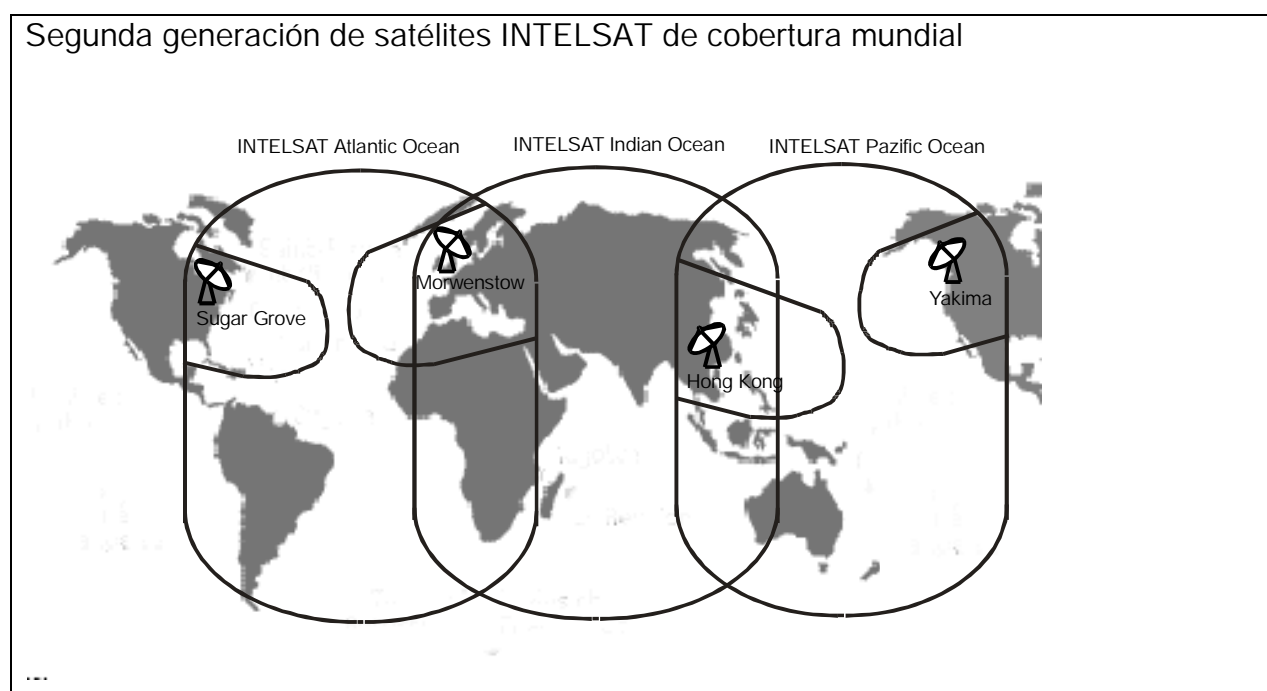 Segunda generación de satélites INTELSAT de cobertura mundial
INTELSAT Atlantic Ocean
INTELSAT Indian Ocean
INTELSAT Pazific Ocean
Morwenstow
Sugar Grove
Yakima
Hong Kong